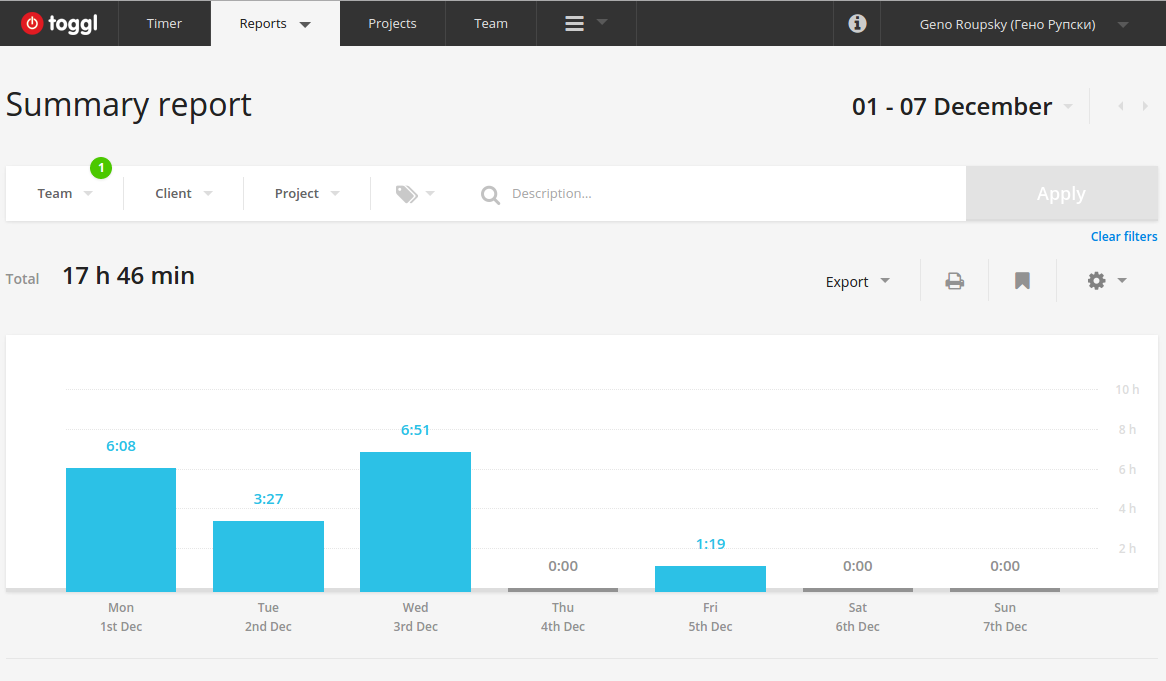 toggl Timer Reports Projects Team Geno Roupsky (Гено Рупски)
Summary report 01 - 07 December
1
Team Client Project Description... Apply
Clear filters
Total 17 h 46 min Export
10 h
8 h
6:51
6:08
6 h
3:27
4 h
1:19
2 h
0:00 0:00 0:00
Mon Tue Wed Thu Fri Sat Sun
1st Dec 2nd Dec 3rd Dec 4th Dec 5th Dec 6th Dec 7th Dec